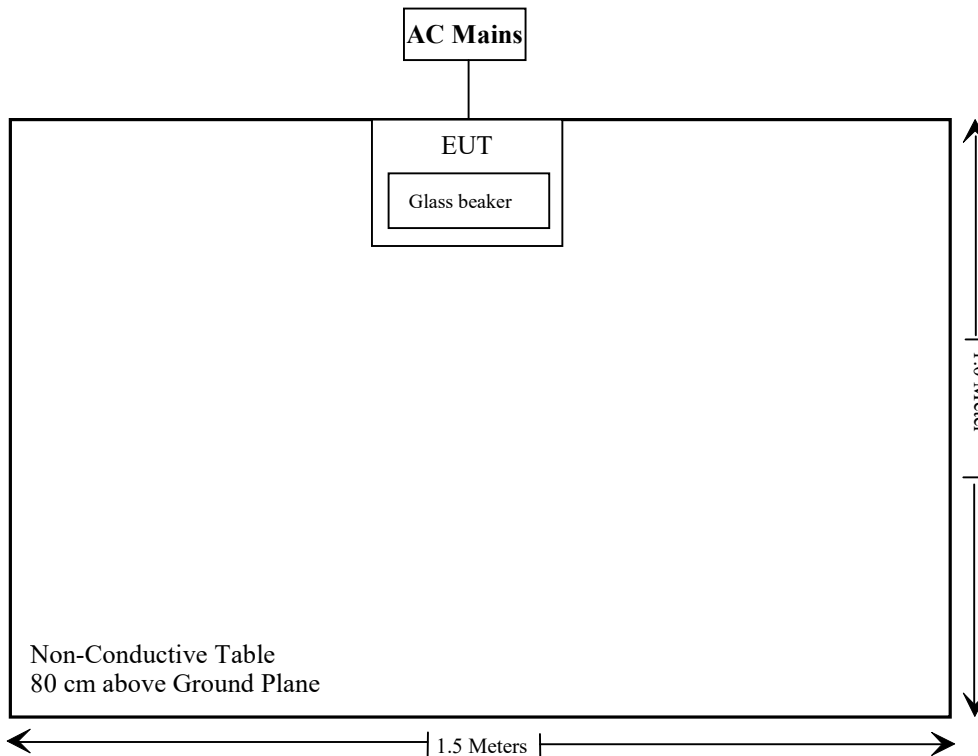 AC Mains
EUT
Glass beaker
Non-Conductive Table
80 cm above Ground Plane
1.5 Meters